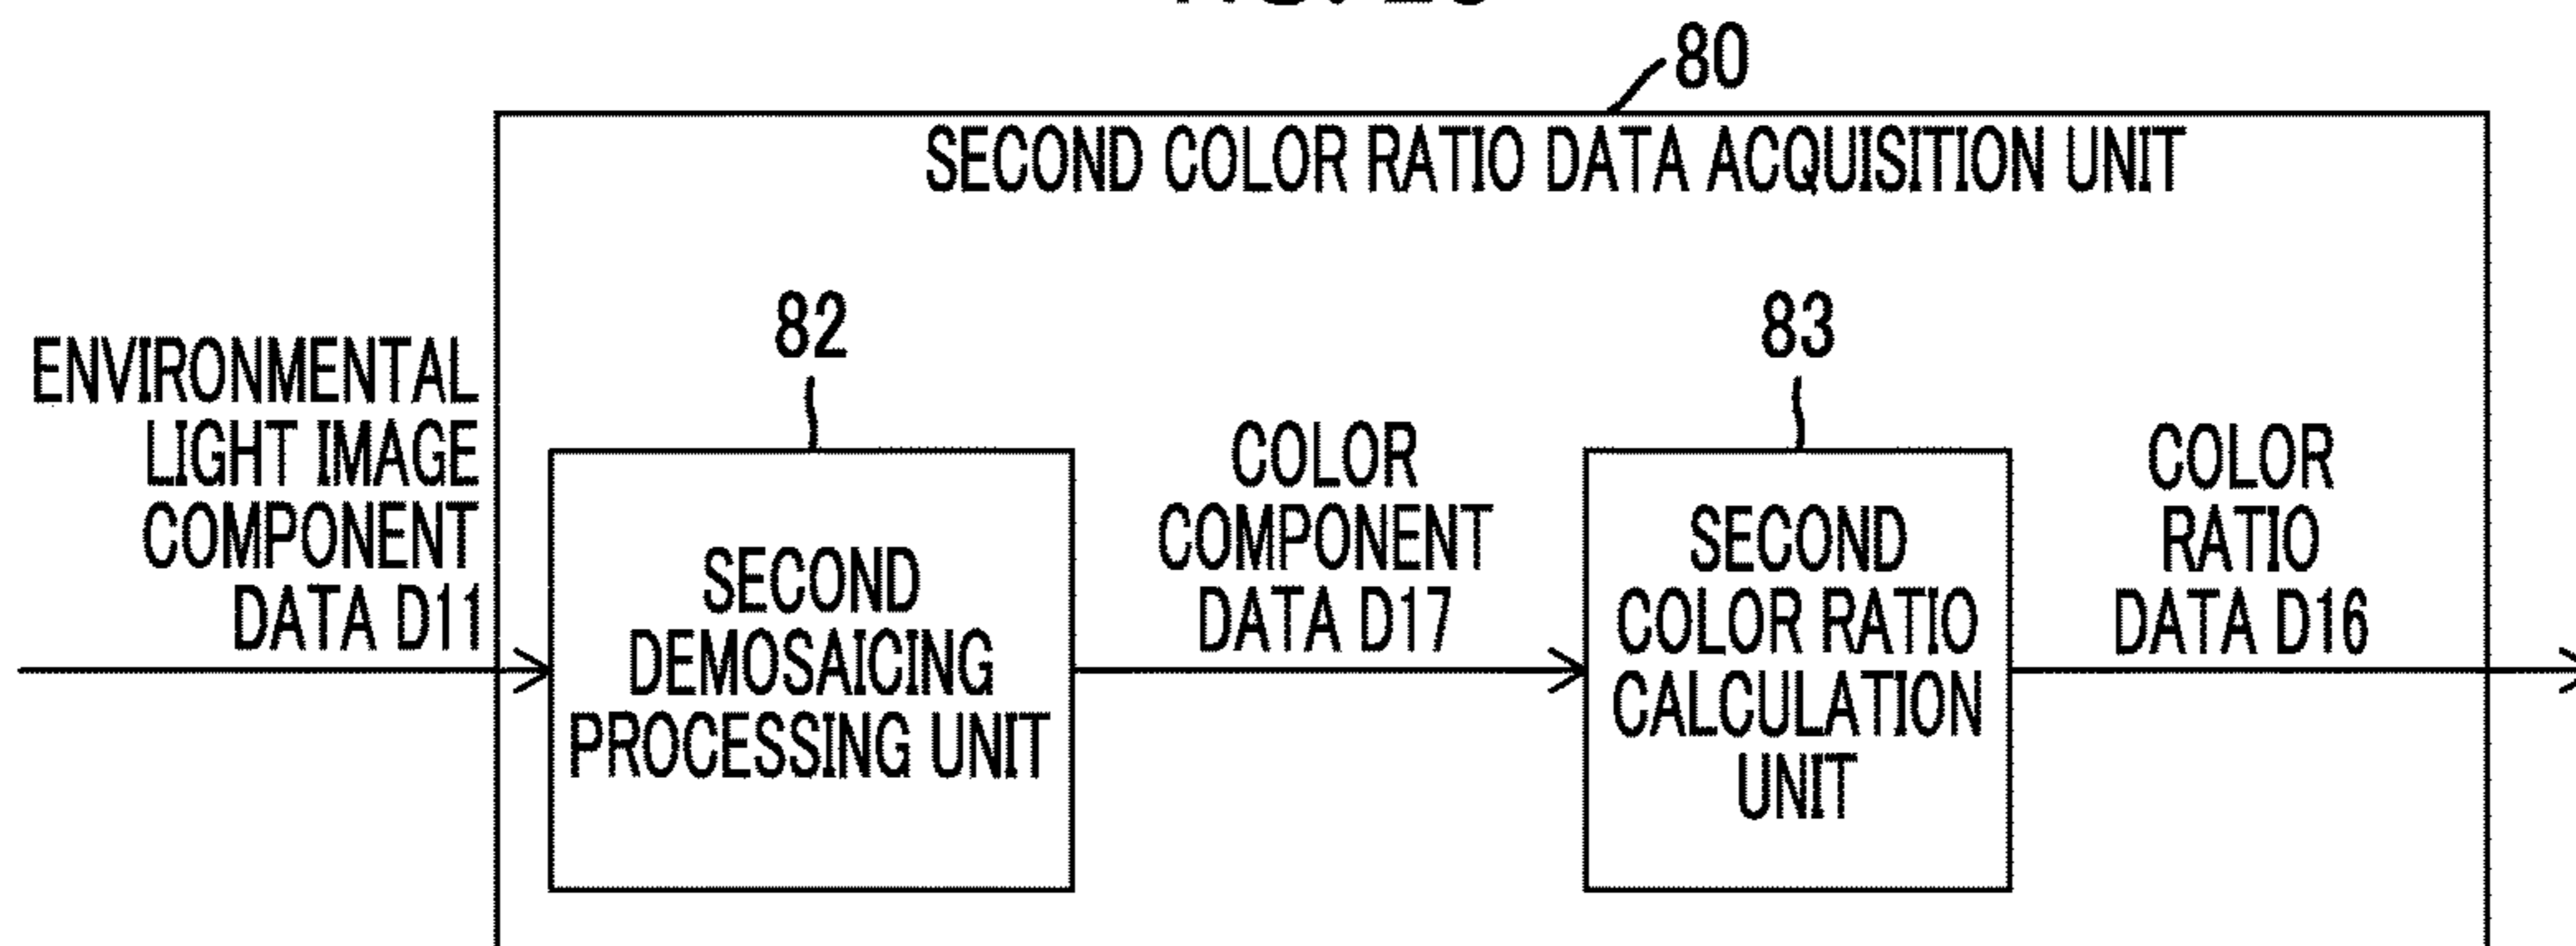 80
SECOND COLOR RATIO DATA ACQUISITION UNIT
ENVIRONMENTAL
LIGHT IMAGE
COMPONENT
DATA D11
82
SECOND
DEMOSAICING
PROCESSING UNIT
COLOR
COMPONENT
DATA D17
83
SECOND
COLOR RATIO
CALCULATION
UNIT
COLOR
RATIO
DATA D16